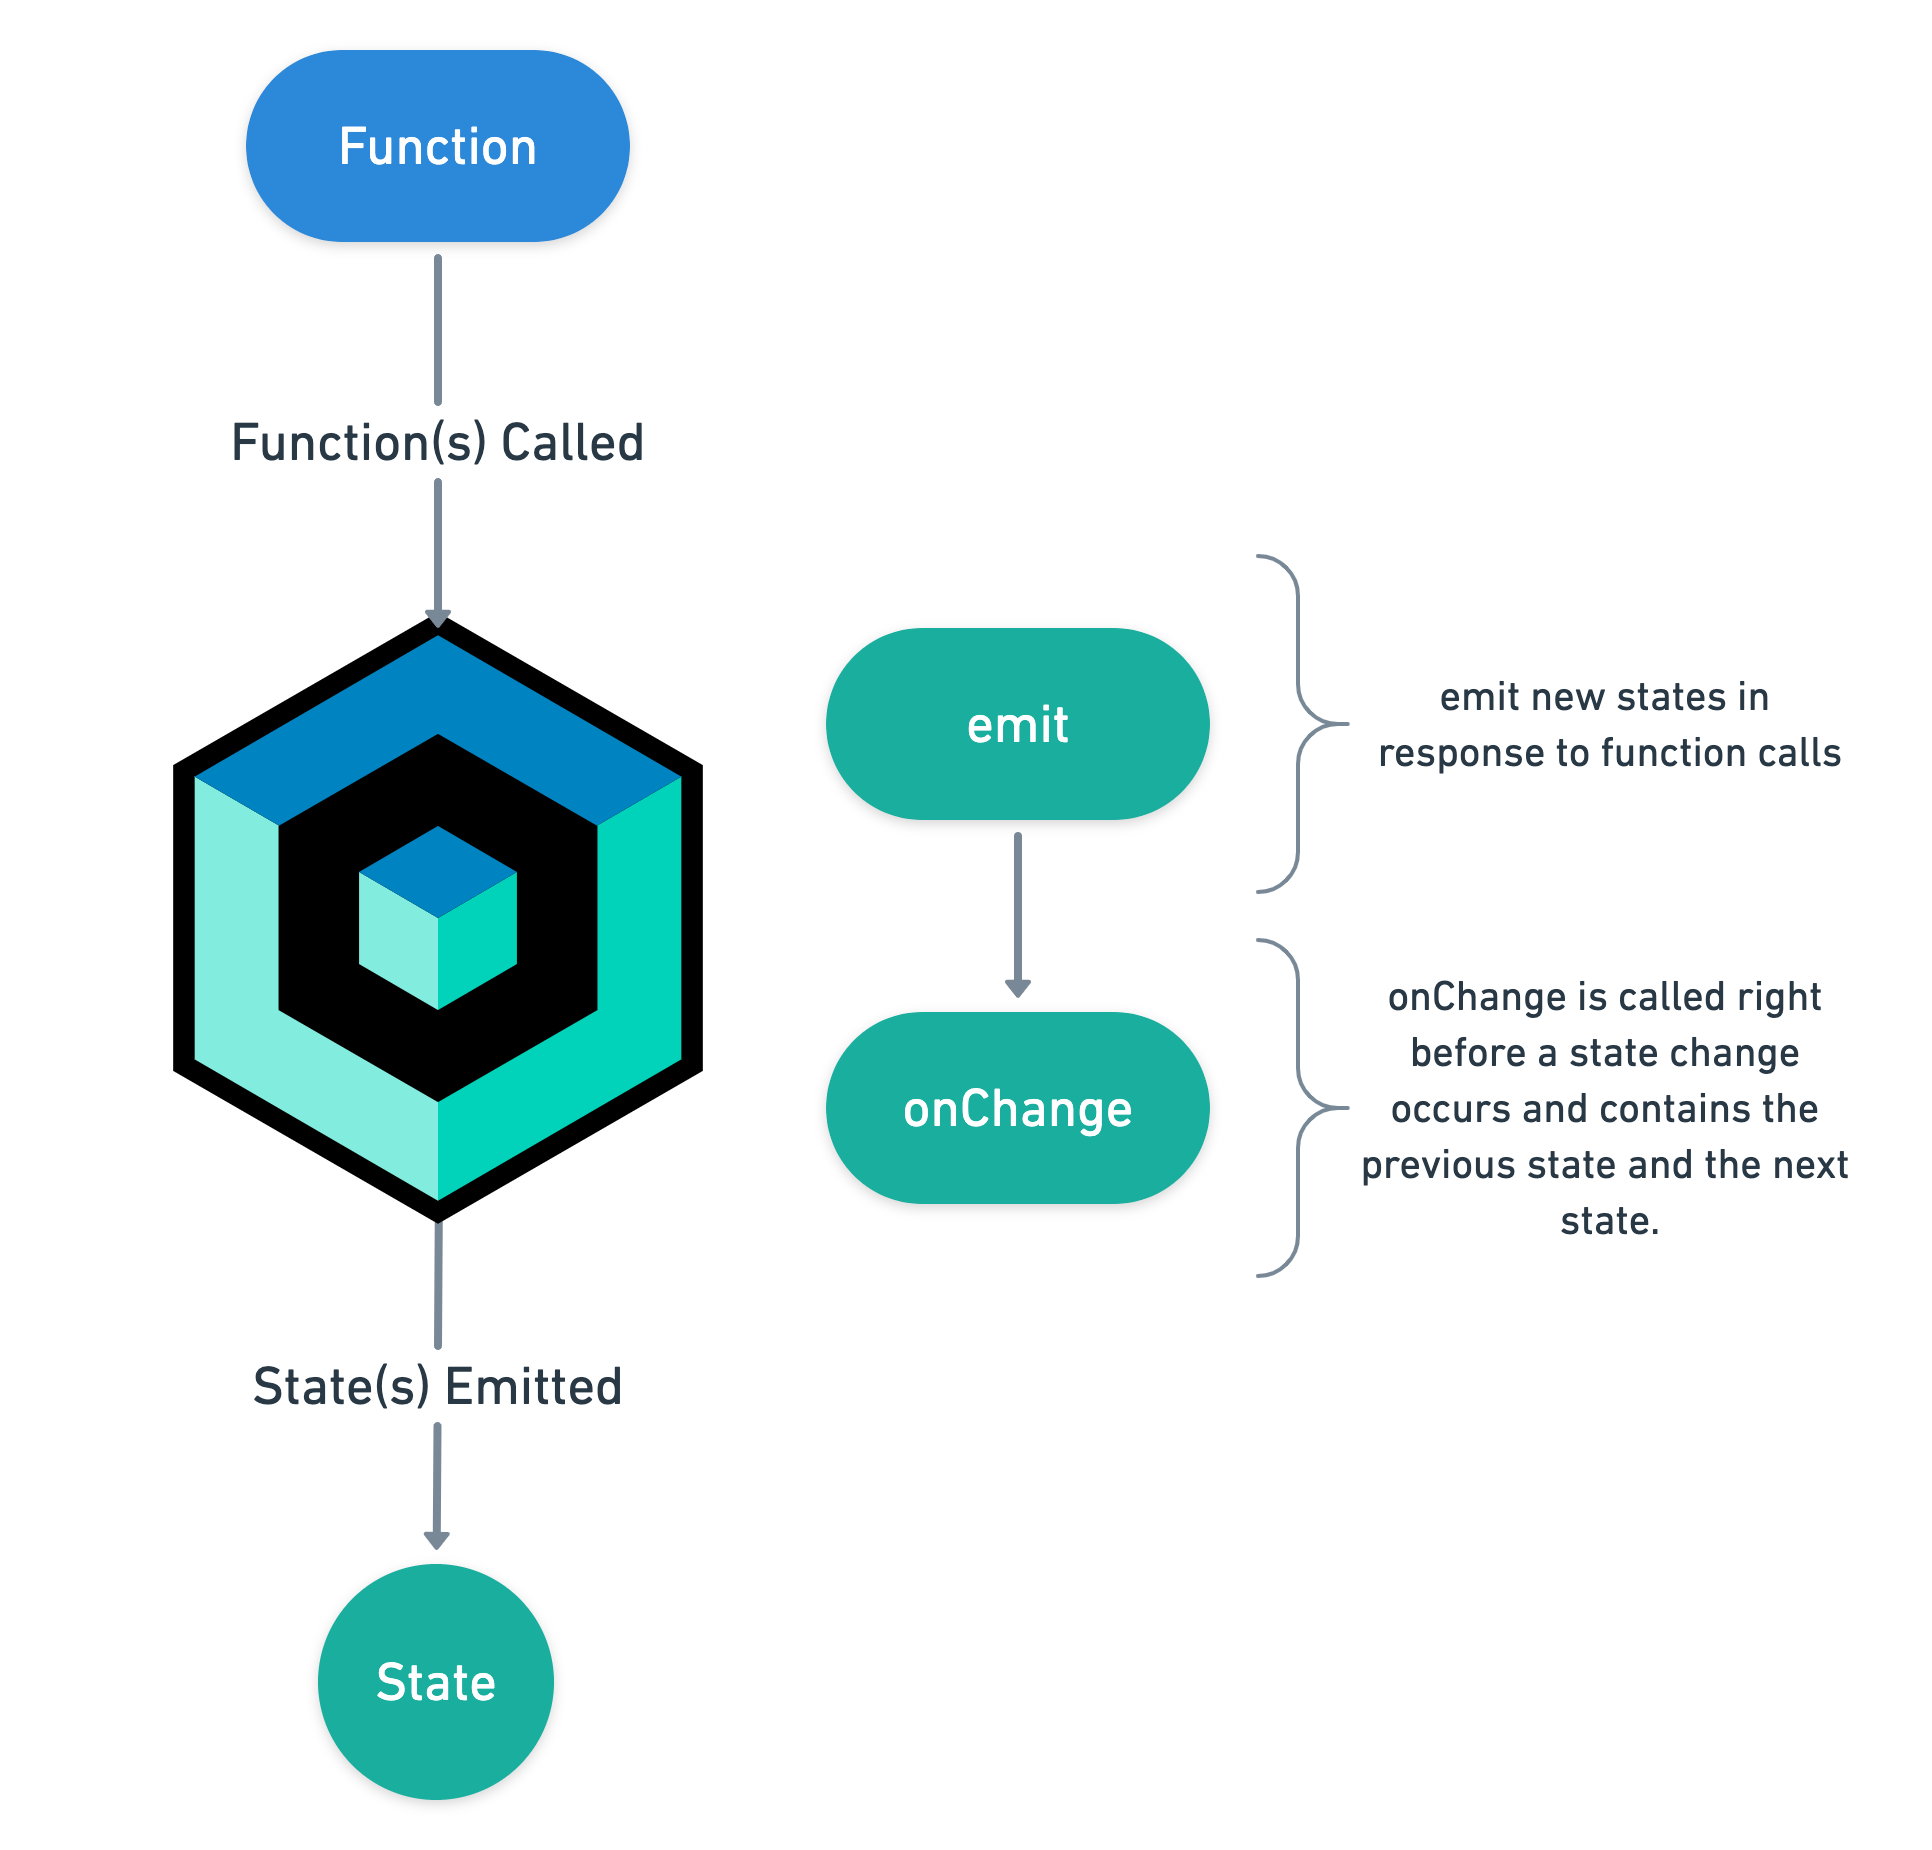 Function
Function(s) Called
emit
emit new states in
response to function calls
onChange
onChange is called right
before a state change
occurs and contains the
previous state and the next
state.
State(s) Emitted
State